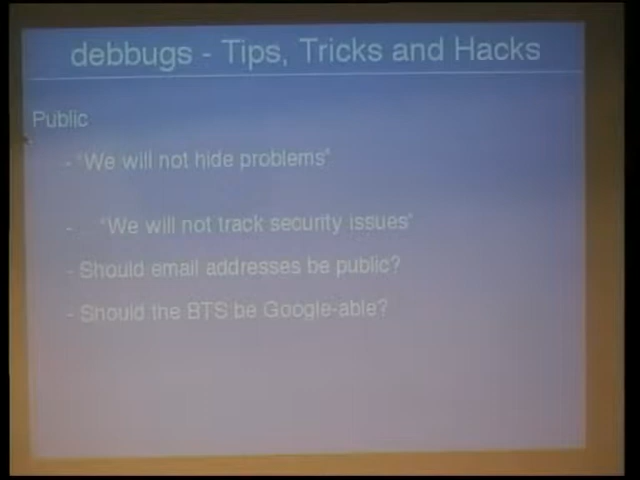 debbugs - Tips, Tricks and Hacks
Public
- "We will not hide problems"
- "We will not track security issues"
- Should email addresses be public?
- Should the BTS be Google-able?